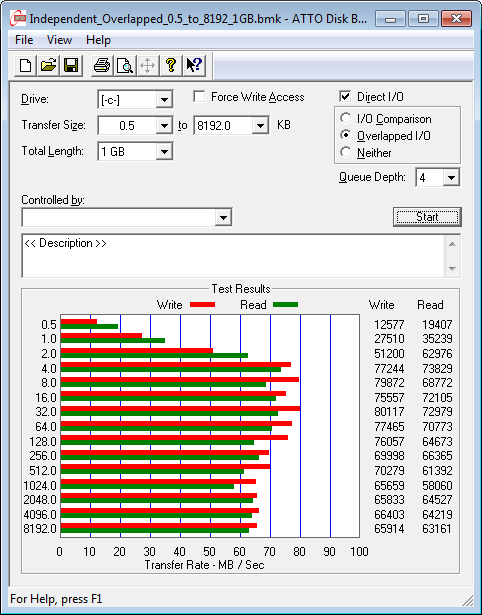 Independent_Overlapped_0.5_to_8192_1GB.bmk - ATTO Disk B...
File View Help
Drive: [-c-] Force Write Access Direct I/O
Transfer Size: 0.5 to 8192.0 KB I/O Comparison
Overlapped I/O
Total Length: 1 GB Neither
Queue Depth: 4
Controlled by:
Start
<< Description >>
Test Results
Write Read Write Read
0.5 12577 19407
1.0 27510 35239
2.0 51200 62976
4.0 77244 73829
8.0 79872 68772
16.0 75557 72105
32.0 80117 72979
64.0 77465 70773
128.0 76057 64673
256.0 69998 66365
512.0 70279 61392
1024.0 65659 58060
2048.0 65833 64527
4096.0 66403 64219
8192.0 65914 63161
0 10 20 30 40 50 60 70 80 90 100
Transfer Rate - MB / Sec
For Help, press F1